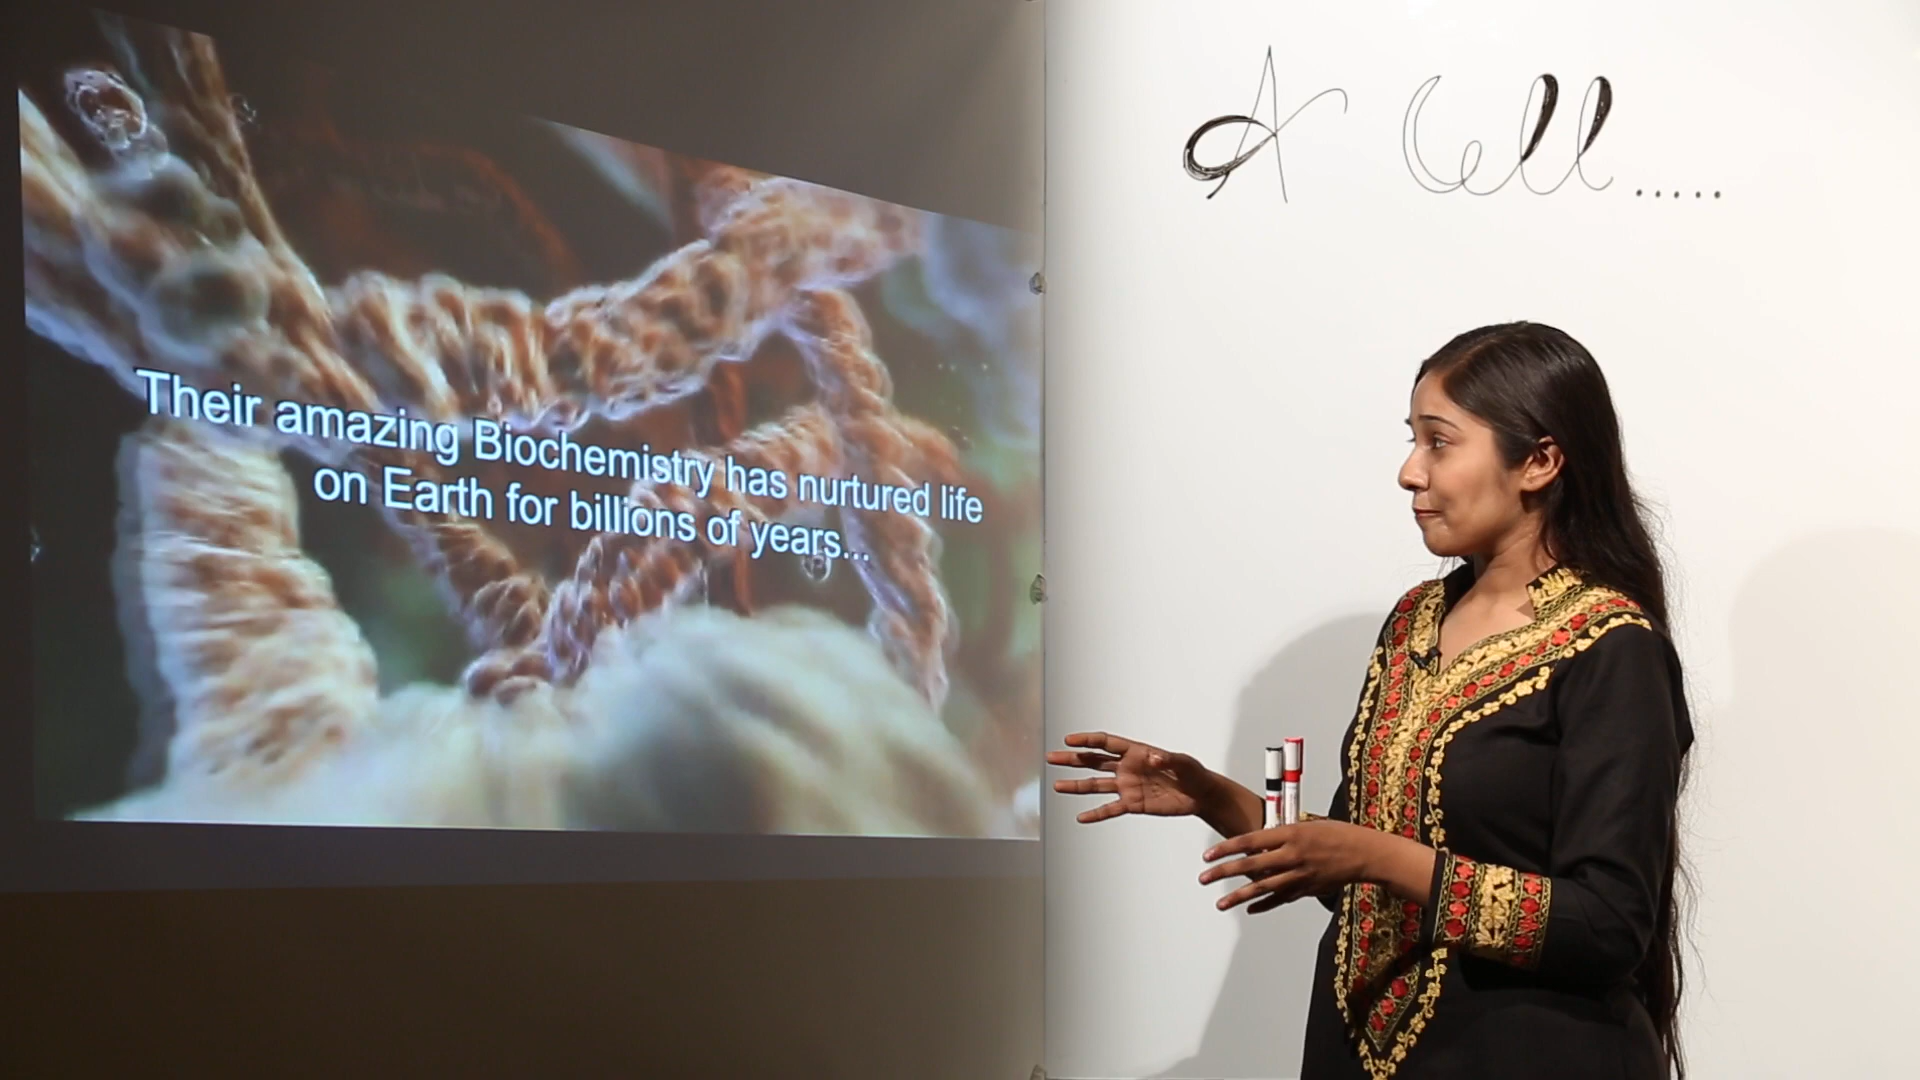 Their amazing Biochemistry has nurtured life
on Earth for billions of years...
A Cell.....